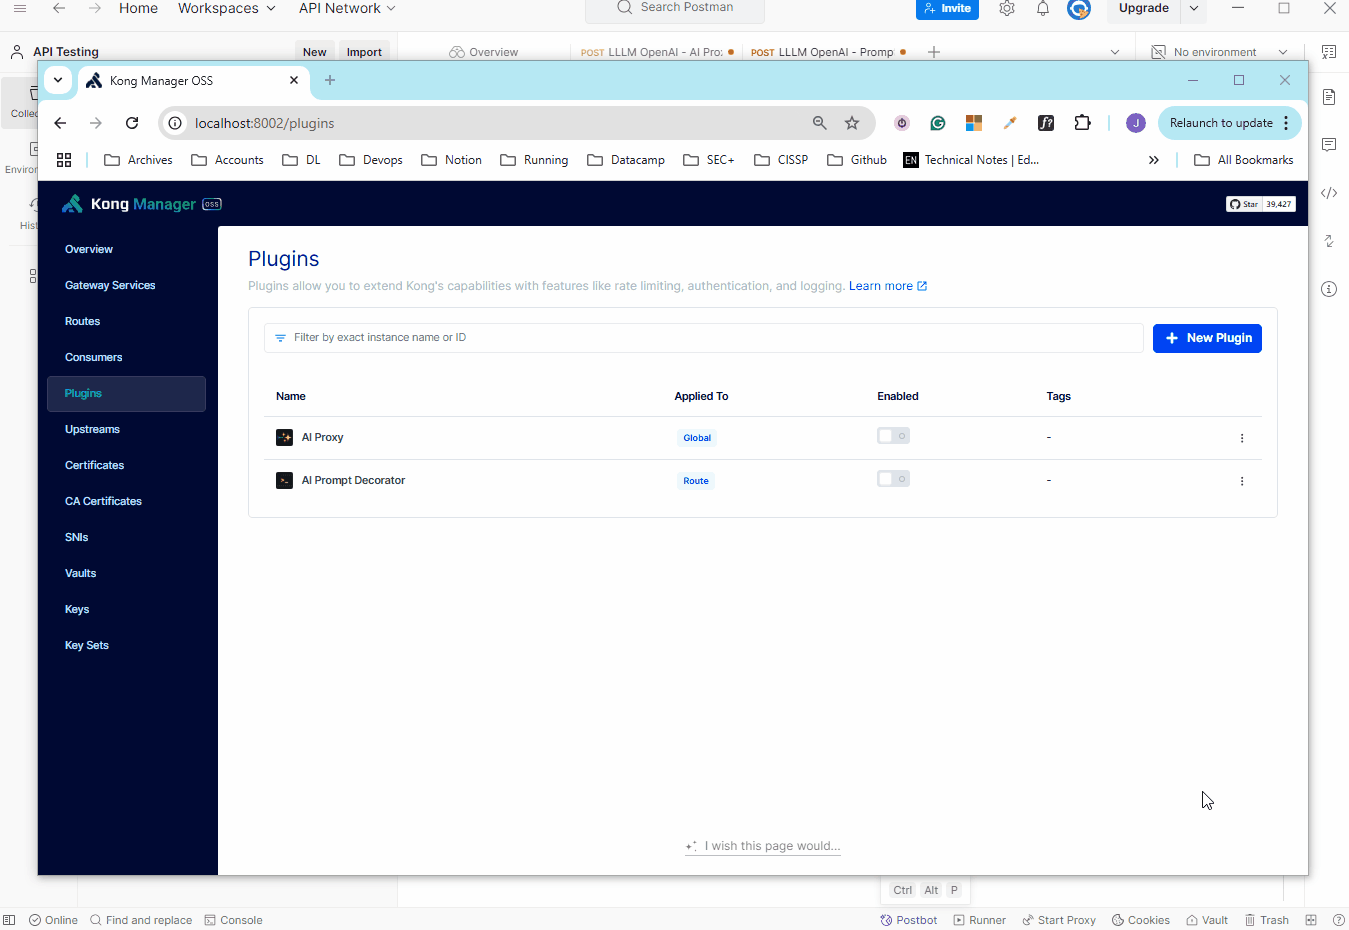 Home Workspaces API Network Search Postman Invite Upgrade
API Testing New Import Overview POST LLLM OpenAI - AI Pro: POST LLLM OpenAI - Promp No environment
Kong Manager OSS
localhost:8002/plugins Relaunch to update
J
Archives Accounts DL Devops Notion Running Datacamp SEC+ CISSP Github EN Technical Notes | Ed... All Bookmarks
Collec
Environ
Hist
Kong Manager OSS Star 39,427
Overview
Gateway Services
Routes
Consumers
Plugins
Upstreams
Certificates
CA Certificates
SNIs
Vaults
Keys
Key Sets
Plugins
Plugins allow you to extend Kong's capabilities with features like rate limiting, authentication, and logging. Learn more
Filter by exact instance name or ID New Plugin
Name Applied To Enabled Tags
AI Proxy Global -
AI Prompt Decorator Route -
I wish this page would...
Ctrl Alt P
Online Find and replace Console Postbot Runner Start Proxy Cookies Vault Trash